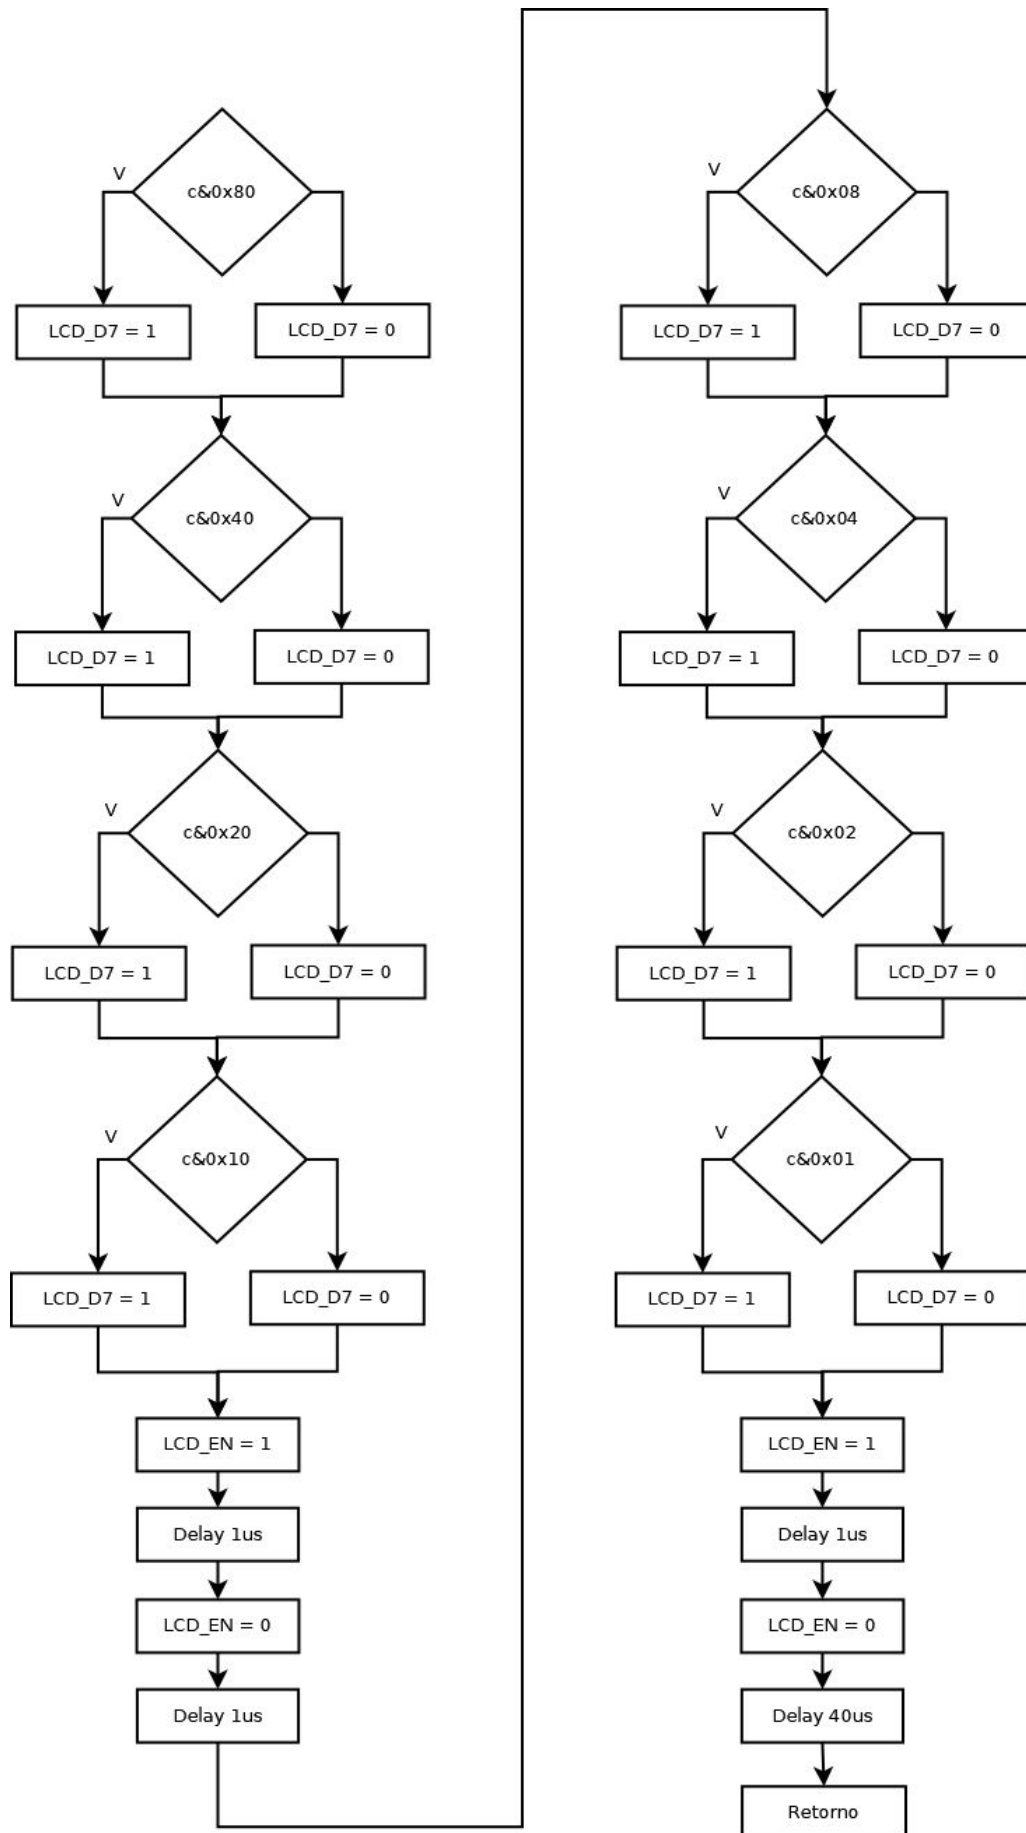 c&0x80
V
LCD_D7 = 1
LCD_D7 = 0
c&0x40
V
LCD_D7 = 1
LCD_D7 = 0
c&0x20
V
LCD_D7 = 1
LCD_D7 = 0
c&0x10
V
LCD_D7 = 1
LCD_D7 = 0
LCD_EN = 1
Delay 1us
LCD_EN = 0
Delay 1us
c&0x08
V
LCD_D7 = 1
LCD_D7 = 0
c&0x04
V
LCD_D7 = 1
LCD_D7 = 0
c&0x02
V
LCD_D7 = 1
LCD_D7 = 0
c&0x01
V
LCD_D7 = 1
LCD_D7 = 0
LCD_EN = 1
Delay 1us
LCD_EN = 0
Delay 40us
Retorno